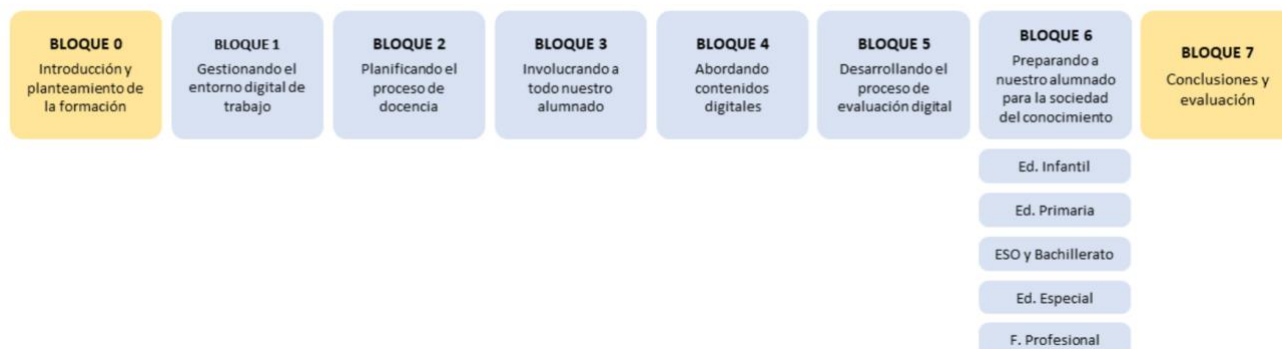 BLOQUE 0
Introducción y
planteamiento de
la formación
BLOQUE 1
Gestionando el
entorno digital de
trabajo
BLOQUE 2
Planificando el
proceso de
docencia
BLOQUE 3
Involucrando a
todo nuestro
alumnado
BLOQUE 4
Abordando
contenidos
digitales
BLOQUE 5
Desarrollando el
proceso de
evaluación digital
BLOQUE 6
Preparando a
nuestro alumnado
para la sociedad
del conocimiento
Ed. Infantil
Ed. Primaria
ESO y Bachillerato
Ed. Especial
F. Profesional
BLOQUE 7
Conclusiones y
evaluación